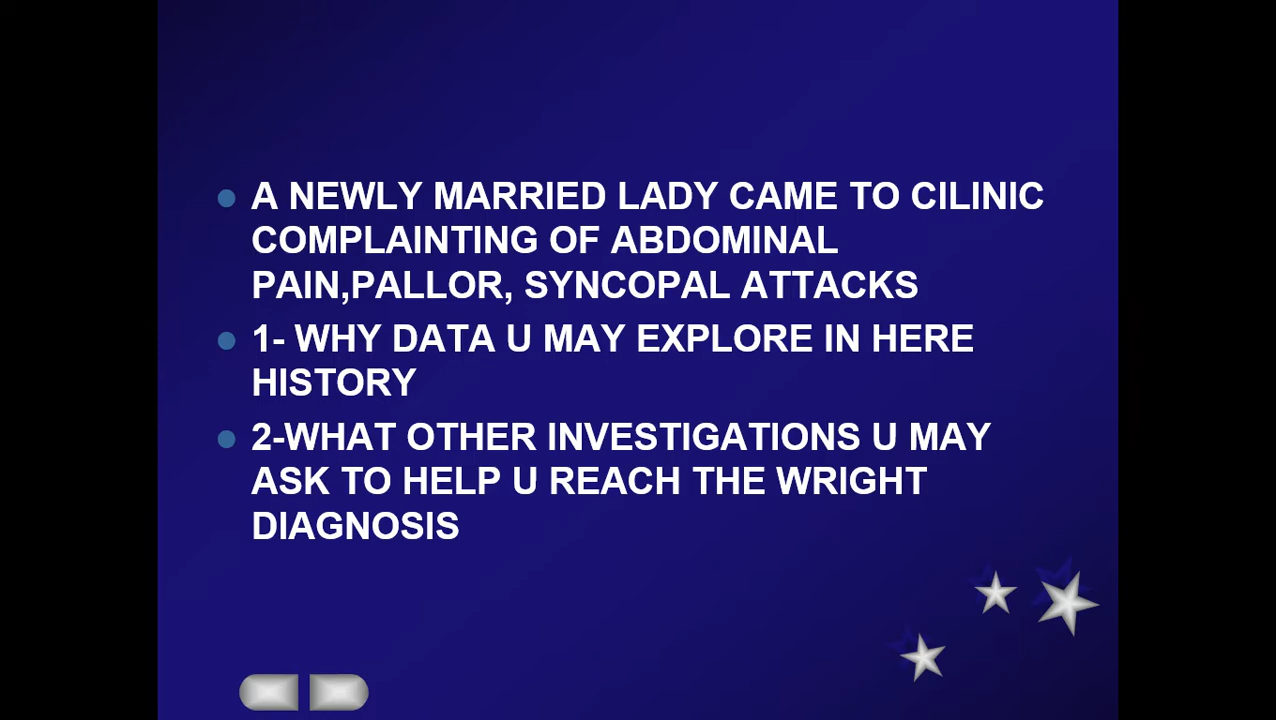 A NEWLY MARRIED LADY CAME TO CILINIC
COMPLAINTING OF ABDOMINAL
PAIN,PALLOR, SYNCOPAL ATTACKS
1- WHY DATA U MAY EXPLORE IN HERE
HISTORY
2-WHAT OTHER INVESTIGATIONS U MAY
ASK TO HELP U REACH THE WRIGHT
DIAGNOSIS